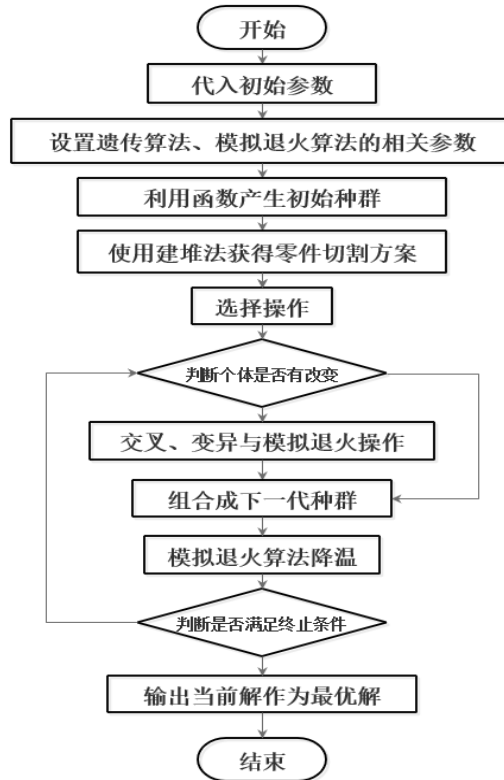 开始
代入初始参数
设置遗传算法、模拟退火算法的相关参数
利用函数产生初始种群
使用建堆法获得零件切割方案
选择操作
判断个体是否有改变
交叉、变异与模拟退火操作
组合成下一代种群
模拟退火算法降温
判断是否满足终止条件
输出当前解作为最优解
结束